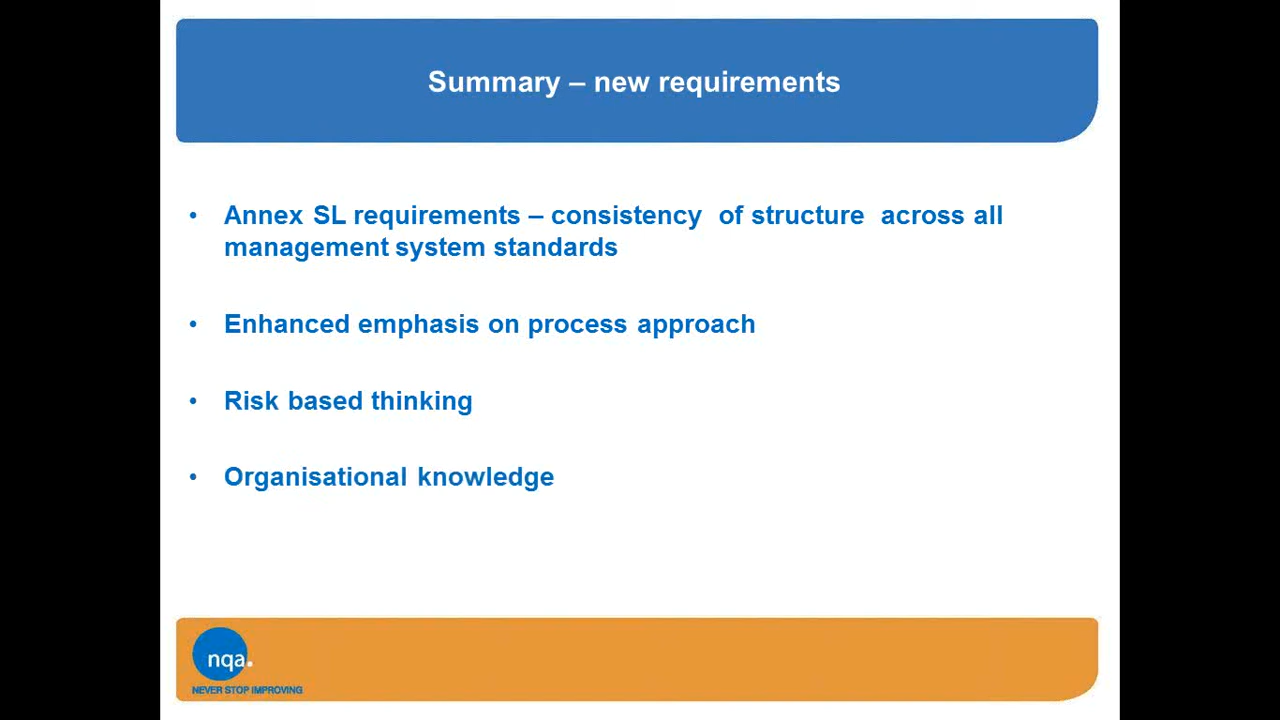 Summary – new requirements
• Annex SL requirements – consistency of structure across all
management system standards
• Enhanced emphasis on process approach
• Risk based thinking
• Organisational knowledge
nqa.
NEVER STOP IMPROVING